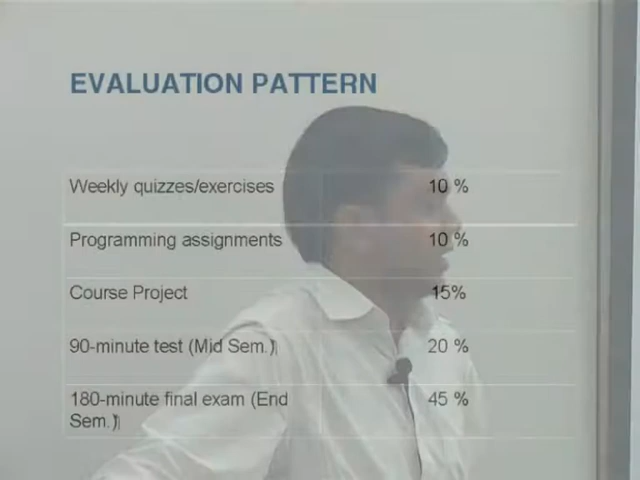 EVALUATION PATTERN
Weekly quizzes/exercises 10 %
Programming assignments 10 %
Course Project 15%
90-minute test (Mid Sem.) 20 %
180-minute final exam (End 45 %
Sem.)